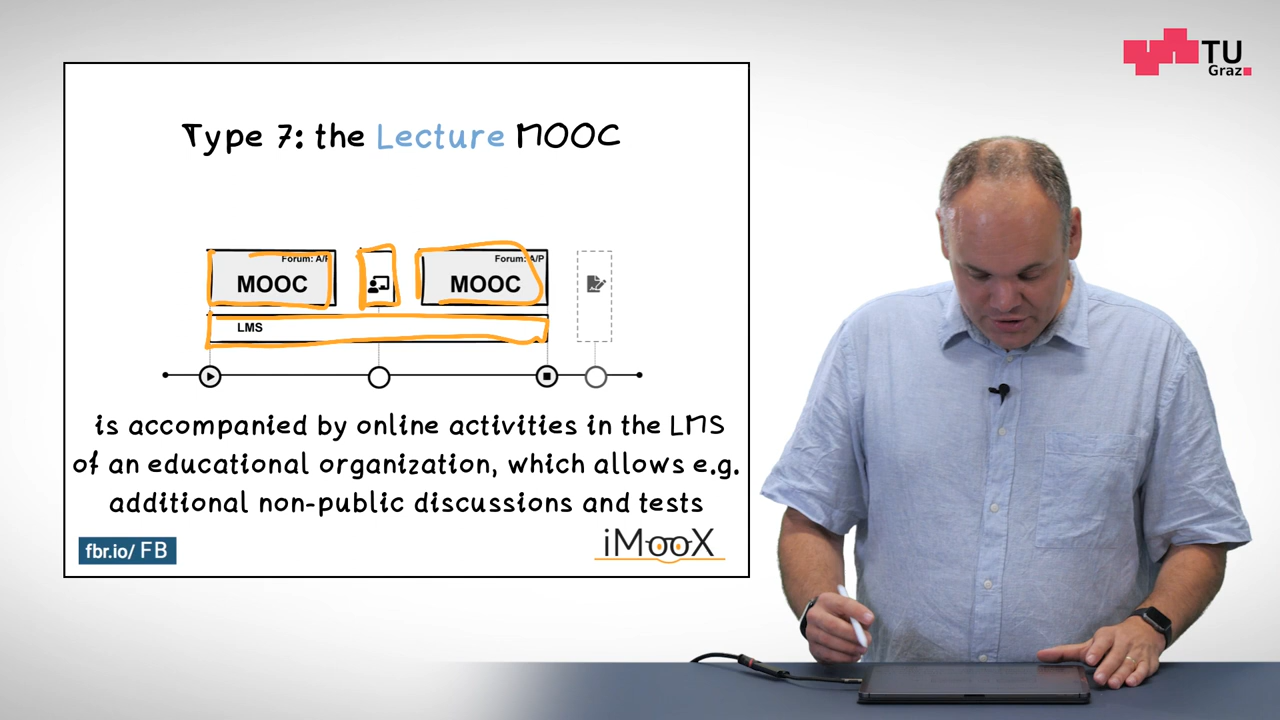 TU
Graz
Type 7: the Lecture MOOC
Forum: A/P
MOOC
Forum: A/P
MOOC
LMS
is accompanied by online activities in the LMS
of an educational organization, which allows e.g.
additional non-public discussions and tests
fbr.io/ FB
iMooX